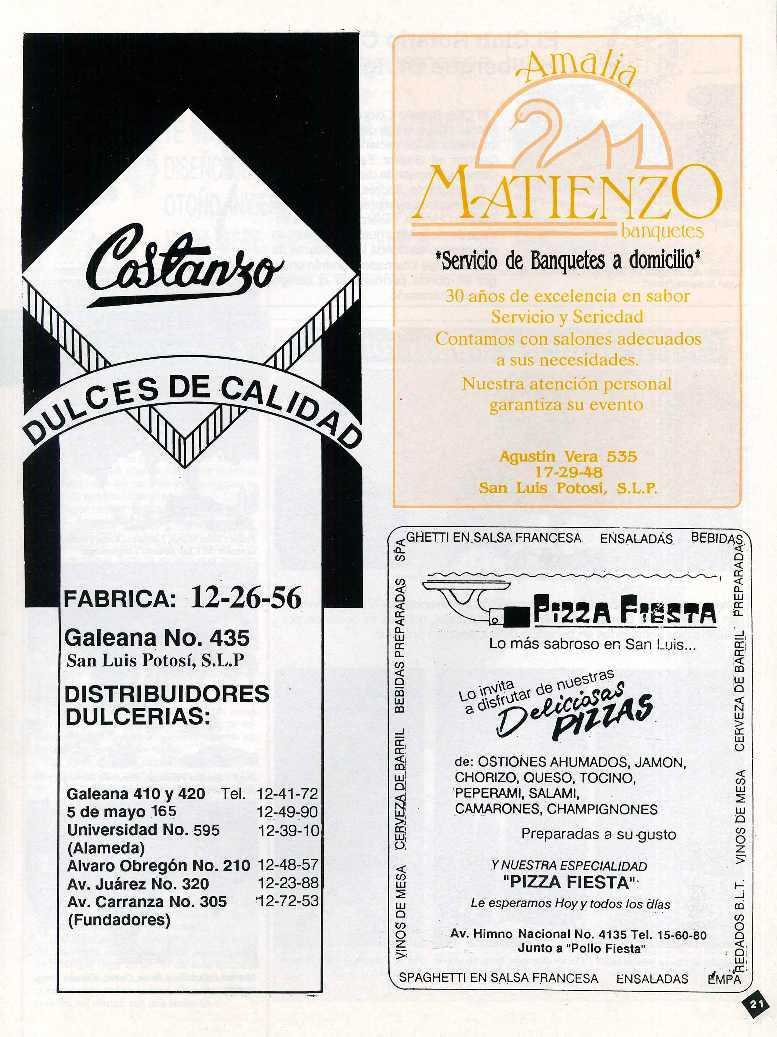 Costanzo
DULCES DE CALIDAD
FABRICA: 12-26-56
Galeana No. 435
San Luis Potosí, S.L.P
DISTRIBUIDORES
DULCERIAS:
Galeana 410 y 420 Tel. 12-41-72
5 de mayo 165 12-49-90
Universidad No. 595 12-39-10
(Alameda)
Alvaro Obregón No. 210 12-48-57
Av. Juárez No. 320 12-23-88
Av. Carranza No. 305 12-72-53
(Fundadores)
Amalia
MATIENZO
banquetes
*Servicio de Banquetes a domicilio*
30 años de excelencia en sabor
Servicio y Seriedad
Contamos con salones adecuados
a sus necesidades.
Nuestra atención personal
garantiza su evento
Agustín Vera 535
17-29-48
San Luis Potosí, S.L.P.
SPAGHETTI EN SALSA FRANCESA ENSALADAS BEBIDAS PREPARADAS
CERVEZA DE BARRIL VINOS DE MESA EMPAREDADOS B.L.T.
PIZZA FIESTA
Lo más sabroso en San Luis...
Lo invita
a disfrutar de nuestras
Deliciosas
PIZZAS
de: OSTIONES AHUMADOS, JAMON,
CHORIZO, QUESO, TOCINO,
PEPERAMI, SALAMI,
CAMARONES, CHAMPIGNONES
Preparadas a su gusto
Y NUESTRA ESPECIALIDAD
"PIZZA FIESTA"
Le esperamos Hoy y todos los días
Av. Himno Nacional No. 4135 Tel. 15-60-80
Junto a "Pollo Fiesta"
VINOS DE MESA CERVEZA DE BARRIL BEBIDAS PREPARADAS ENSALADAS
SPAGHETTI EN SALSA FRANCESA ENSALADAS
21